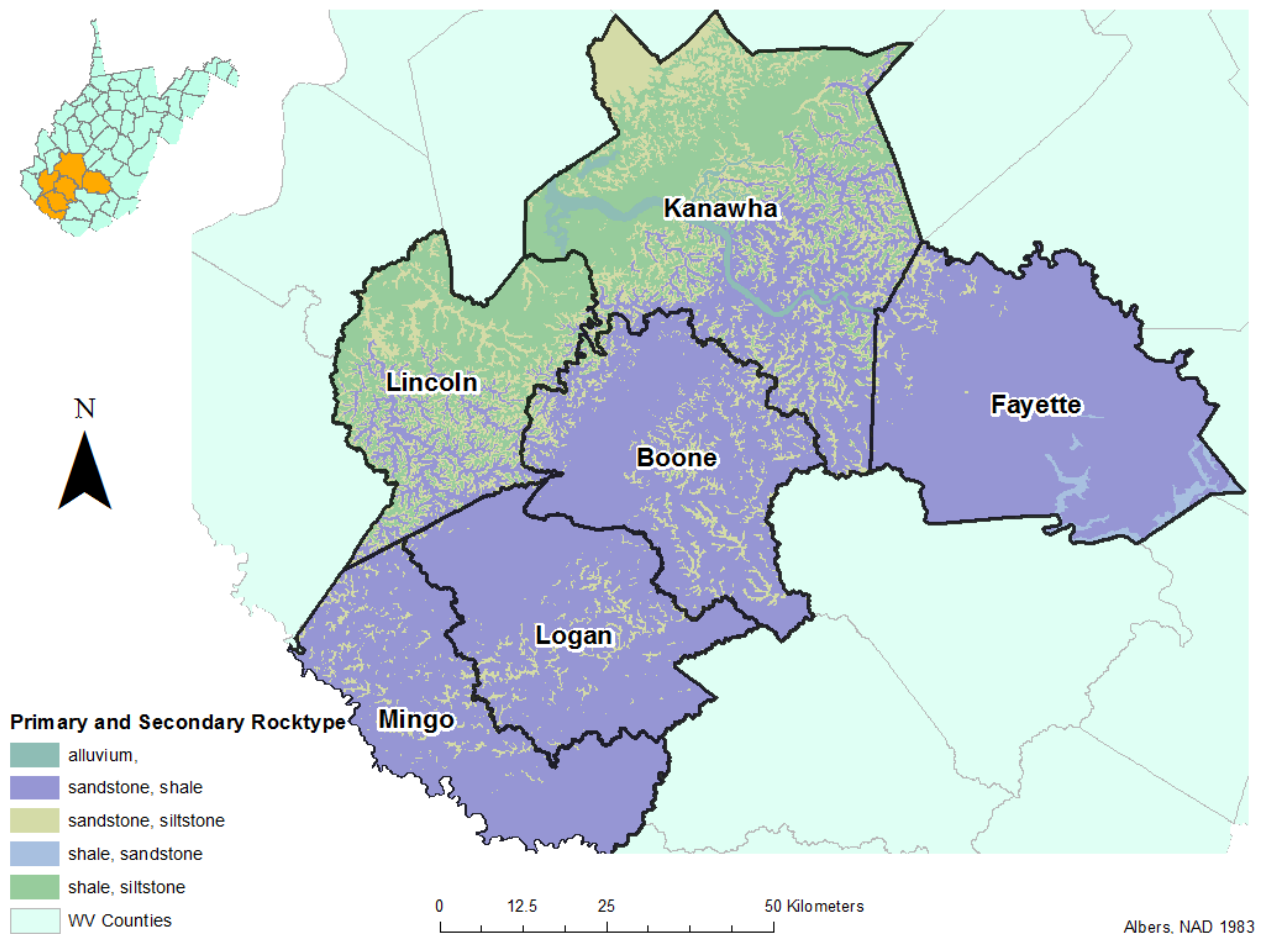 Kanawha
Fayette
Lincoln
Boone
Logan
Mingo
N
Primary and Secondary Rocktype
alluvium,
sandstone, shale
sandstone, siltstone
shale, sandstone
shale, siltstone
WV Counties
0 12.5 25 50 Kilometers
Albers, NAD 1983